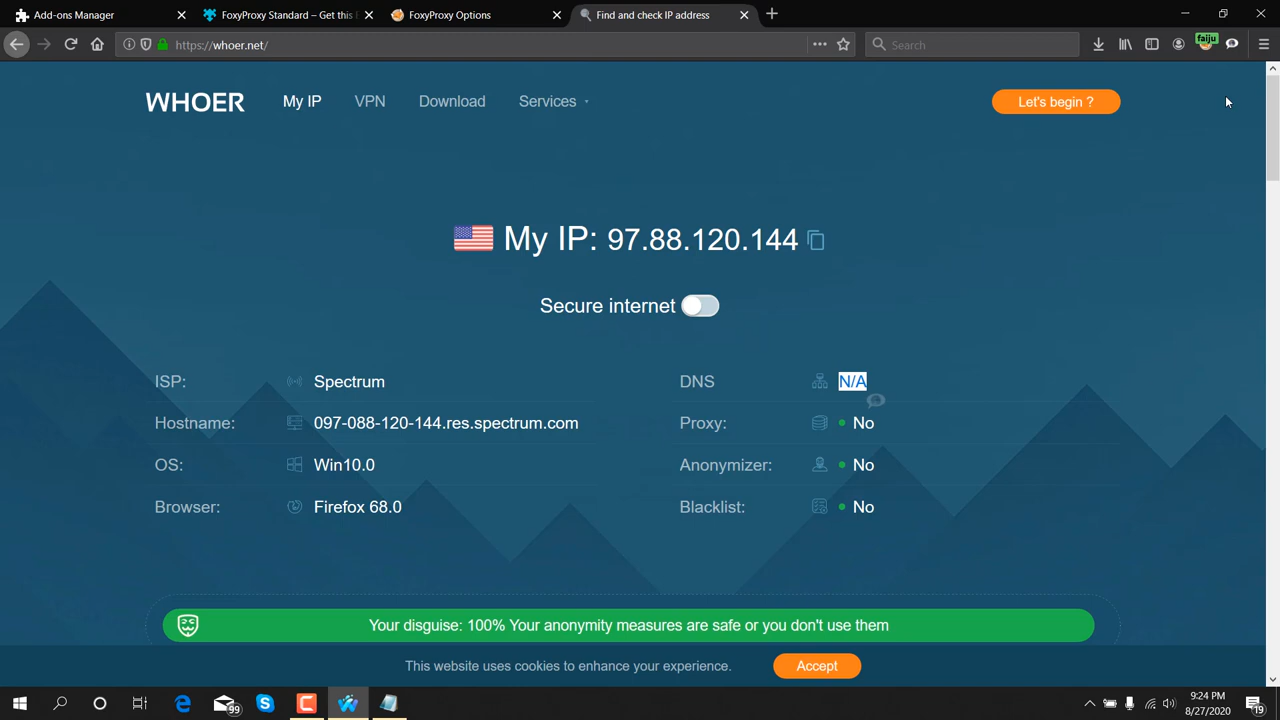 Add-ons Manager
FoxyProxy Standard – Get this
FoxyProxy Options
Find and check IP address
https://whoer.net/
Search
faiju
WHOER
My IP
VPN
Download
Services
Let's begin ?
My IP: 97.88.120.144
Secure internet
ISP: Spectrum
DNS N/A
Hostname: 097-088-120-144.res.spectrum.com
Proxy: No
OS: Win10.0
Anonymizer: No
Browser: Firefox 68.0
Blacklist: No
Your disguise: 100% Your anonymity measures are safe or you don't use them
This website uses cookies to enhance your experience.
Accept
99
9:24 PM
8/27/2020
19